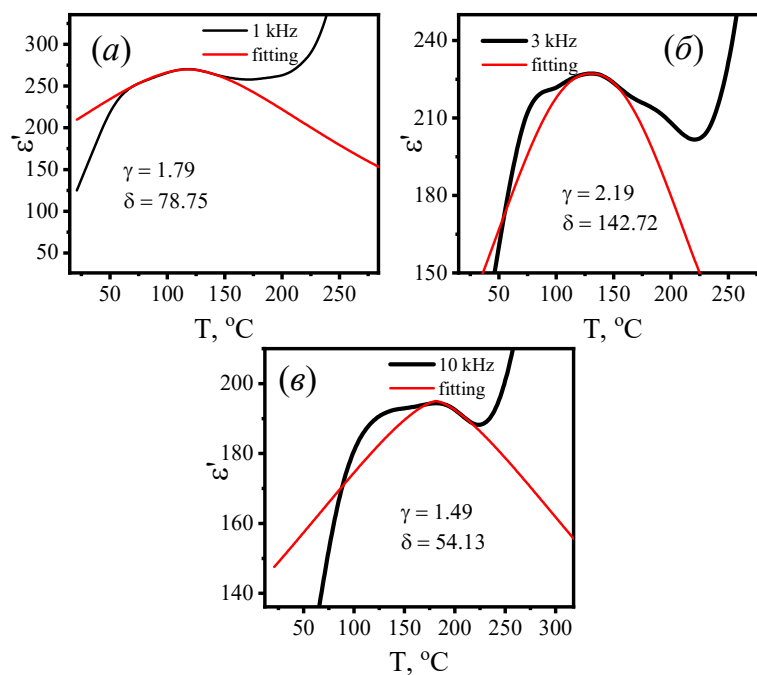 (а)
1 kHz
fitting
300
250
200
150
100
50
ε'
γ = 1.79
δ = 78.75
50 100 150 200 250
T, °C
(б)
3 kHz
fitting
240
210
180
150
ε'
γ = 2.19
δ = 142.72
50 100 150 200 250
T, °C
(в)
10 kHz
fitting
200
180
160
140
ε'
γ = 1.49
δ = 54.13
50 100 150 200 250 300
T, °C